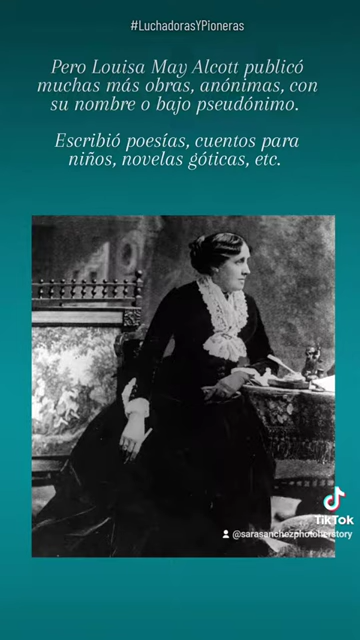 #LuchadorasYPioneras
Pero Louisa May Alcott publicó
muchas más obras, anónimas, con
su nombre o bajo pseudónimo.
Escribió poesías, cuentos para
niños, novelas góticas, etc.
TikTok
@sarasanchezphotoherstory